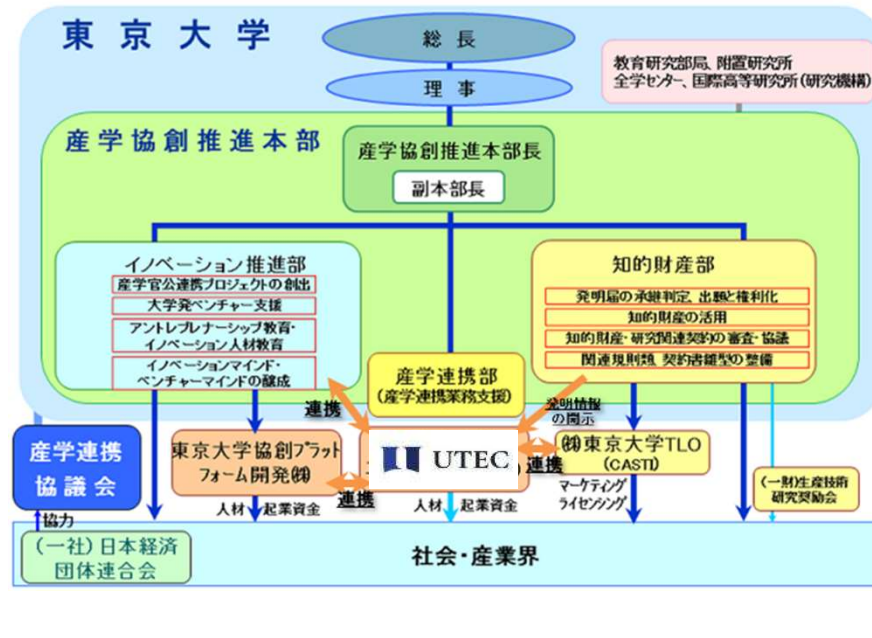 東京大学
総長
理事
教育研究部局、附置研究所
全学センター、国際高等研究所(研究機構)
産学協創推進本部
産学協創推進本部長
副本部長
イノベーション推進部
産学官公連携プロジェクトの創出
大学発ベンチャー支援
アントレプレナーシップ教育・
イノベーション人材教育
イノベーションマインド・
ベンチャーマインドの醸成
知的財産部
発明届の承継判定、出願と権利化
知的財産の活用
知的財産・研究関連契約の審査・協議
関連規則類、契約書雛型の整備
産学連携部
(産学連携業務支援)
連携
発明情報
の開示
産学連携
協議会
東京大学協創プラット
フォーム開発㈱
連携
UTEC
連携
㈱東京大学TLO
(CASTI)
(一財)生産技術
研究奨励会
協力
人材
起業資金
人材
起業資金
マーケティング
ライセンシング
(一社)日本経済
団体連合会
社会・産業界